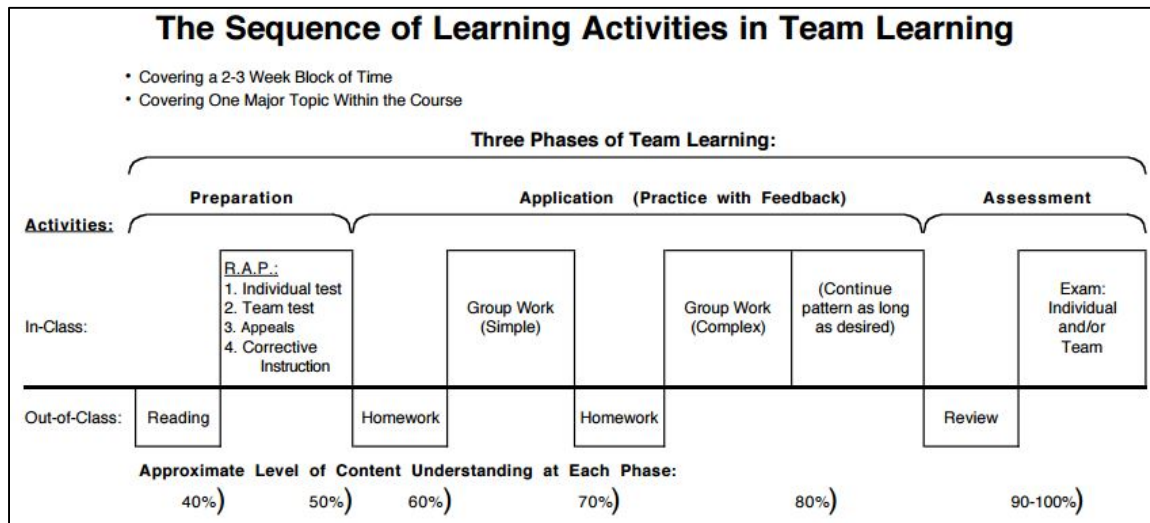 The Sequence of Learning Activities in Team Learning
• Covering a 2-3 Week Block of Time
• Covering One Major Topic Within the Course
Three Phases of Team Learning:
Preparation
Application (Practice with Feedback)
Assessment
Activities:
In-Class:
R.A.P.:
1. Individual test
2. Team test
3. Appeals
4. Corrective
Instruction
Group Work
(Simple)
Group Work
(Complex)
(Continue
pattern as long
as desired)
Exam:
Individual
and/or
Team
Out-of-Class:
Reading
Homework
Homework
Review
Approximate Level of Content Understanding at Each Phase:
40%) 50%) 60%) 70%) 80%) 90-100%)